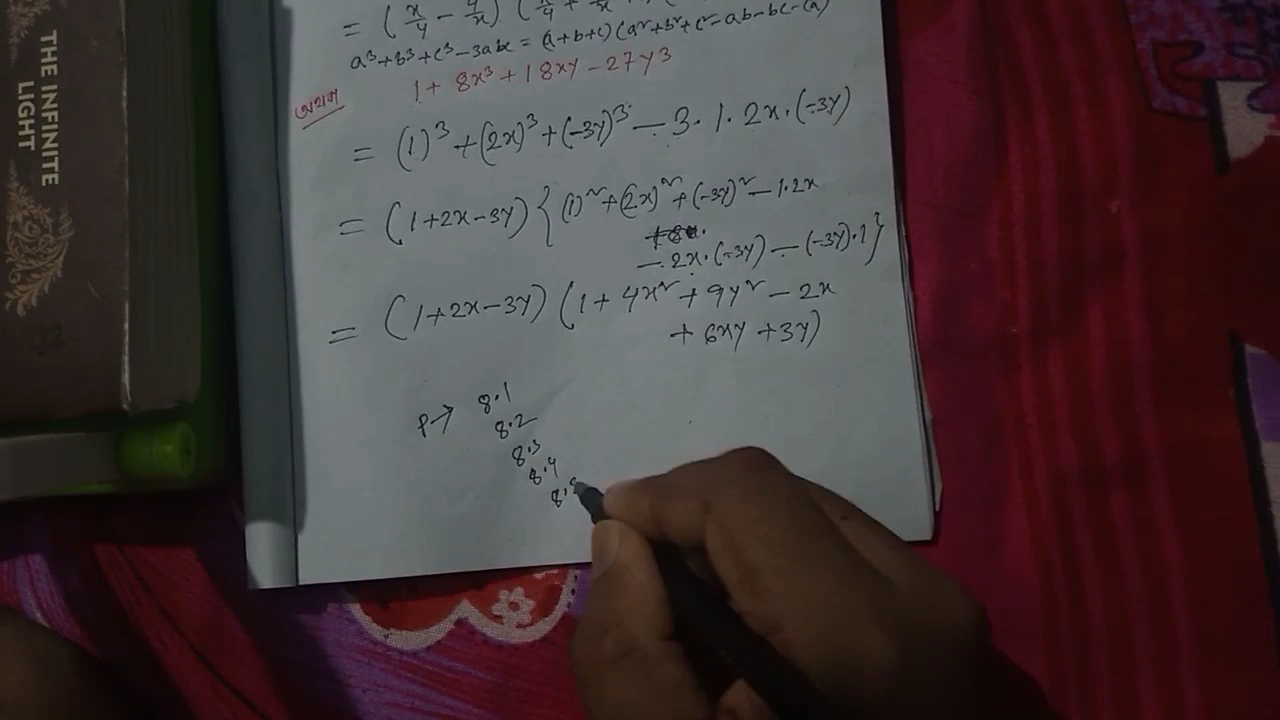 THE INFINITE
LIGHT
= (x/y - y/x) (x/y +
a³+b³+c³-3abc = (a+b+c) (a²+b²+c²-ab-bc-ca)
অথবা
1 + 8x³ + 18xy - 27y3
= (1)³ + (2x)³ + (-3y)³ - 3. 1. 2x. (-3y)
= (1+2x-3y) { (1)² + (2x)² + (-3y)² - 1.2x
- 2x. (-3y) - (-3y).1 }
= (1+2x-3y) (1 + 4x² + 9y² - 2x
+ 6xy + 3y)
P→ 8.1
8.2
8.3
8.4
8.